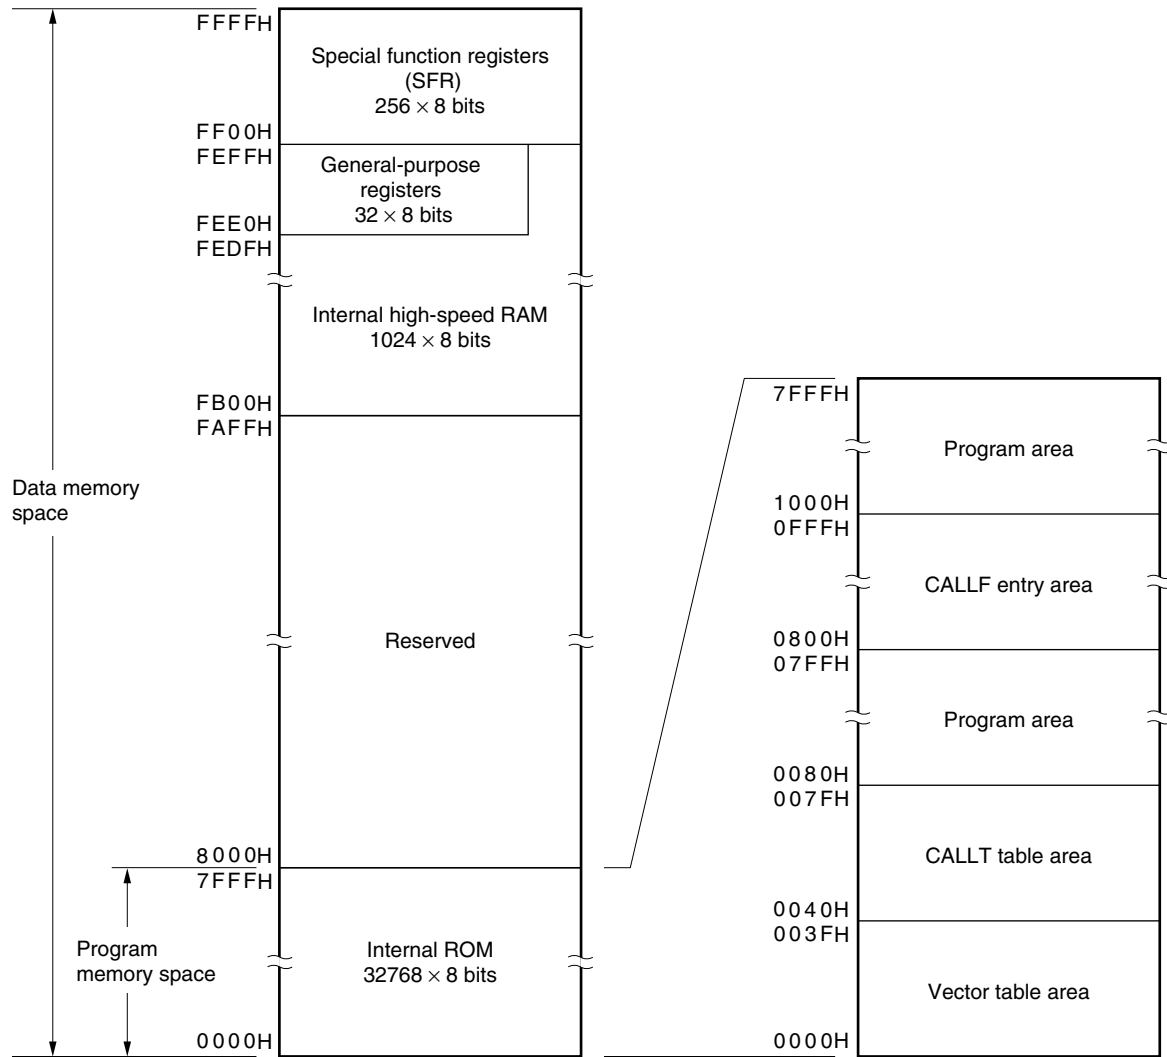 FFFFH
Special function registers
(SFR)
256 × 8 bits
FF00H
FEFFH
General-purpose
registers
32 × 8 bits
FEE0H
FEDFH
Internal high-speed RAM
1024 × 8 bits
FB00H
FAFFH
Data memory
space
Reserved
8000H
7FFFH
Program
memory space
Internal ROM
32768 × 8 bits
0000H
7FFFH
Program area
1000H
0FFFH
CALLF entry area
0800H
07FFH
Program area
0080H
007FH
CALLT table area
0040H
003FH
Vector table area
0000H